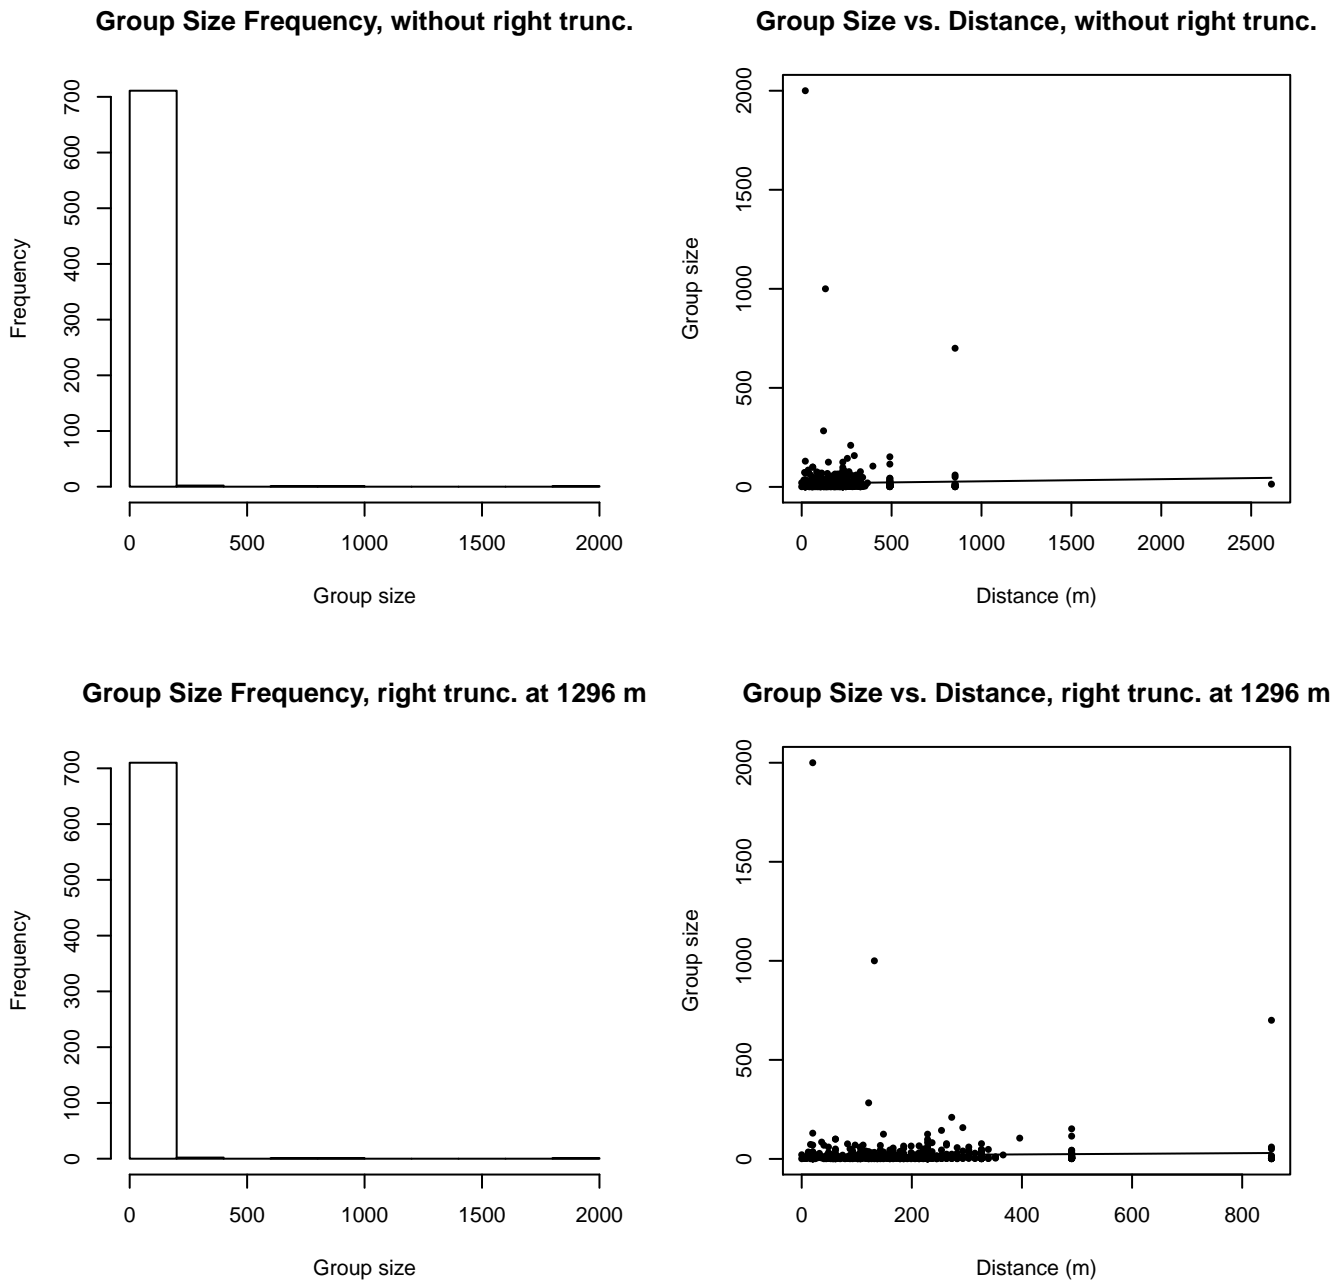 Group Size Frequency, without right trunc.
Group Size vs. Distance, without right trunc.
Frequency
0 100 200 300 400 500 600 700
0 500 1000 1500 2000
Group size
Group size
0 500 1000 1500 2000
0 500 1000 1500 2000 2500
Distance (m)
Group Size Frequency, right trunc. at 1296 m
Group Size vs. Distance, right trunc. at 1296 m
Frequency
0 100 200 300 400 500 600 700
0 500 1000 1500 2000
Group size
Group size
0 500 1000 1500 2000
0 200 400 600 800
Distance (m)